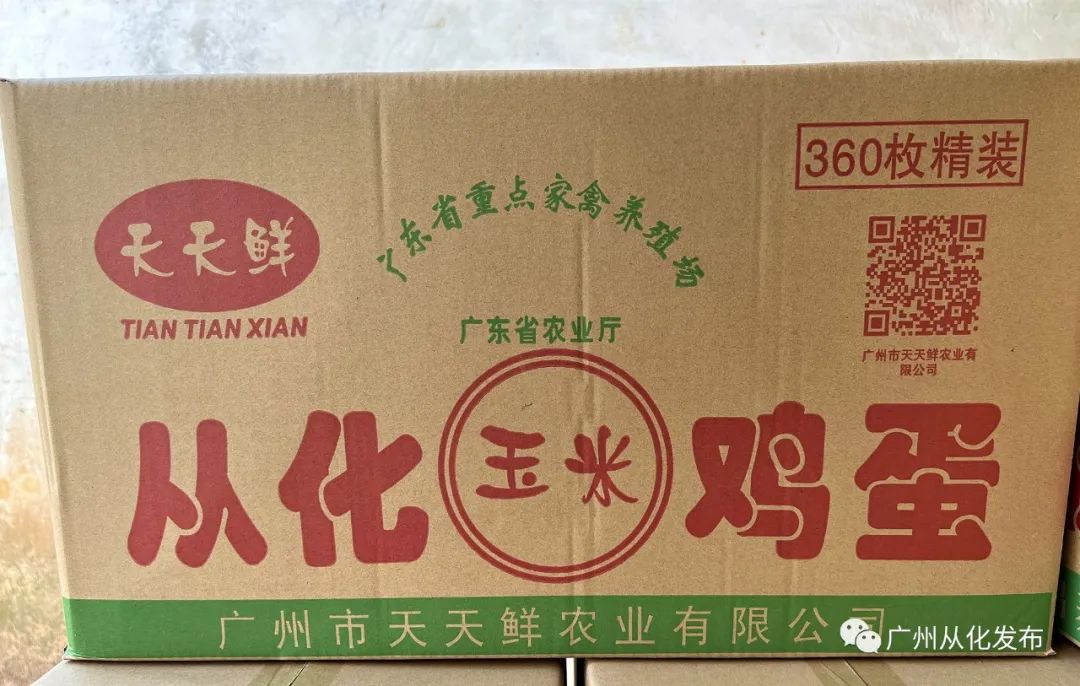 360枚精装
天天鲜
TIAN TIAN XIAN
广东省重点家禽养殖场
广东省农业厅
广州市天天鲜农业有
限公司
从化玉米鸡蛋
广州市天天鲜农业有限公司
广州从化发布